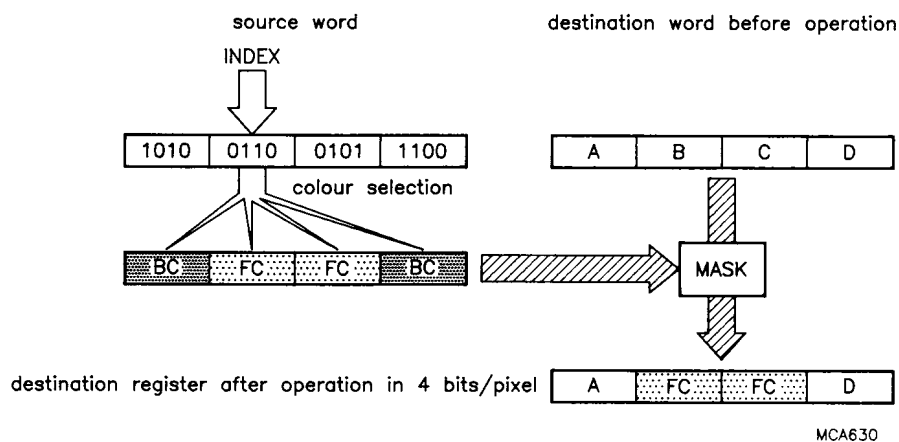 source word
destination word before operation
INDEX
1010 0110 0101 1100
A B C D
colour selection
BC FC FC BC
MASK
destination register after operation in 4 bits/pixel
A FC FC D
MCA630